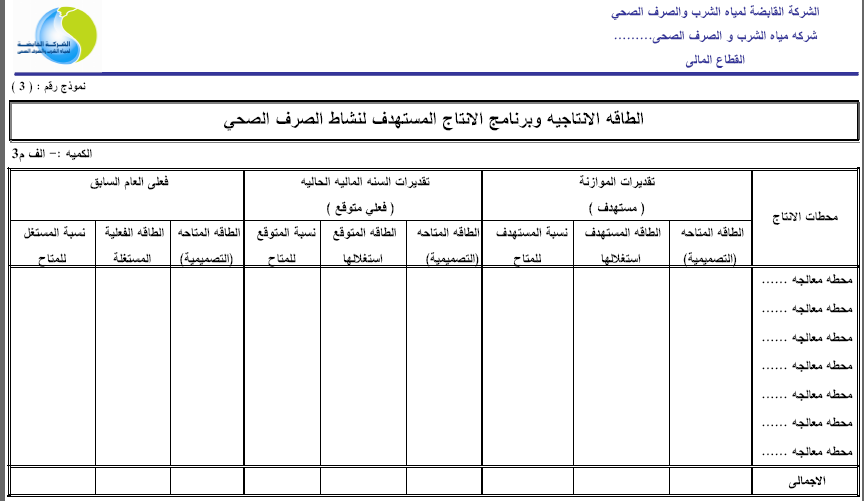 الشركة القابضة لمياه الشرب والصرف الصحي
شركه مياه الشرب و الصرف الصحى.........
القطاع المالى
الشركة القابضة
لمياه الشرب والصرف الصحى
نموذج رقم : ( 3 )
الطاقه الانتاجيه وبرنامج الانتاج المستهدف لنشاط الصرف الصحي
الكميه :- الف م3
محطات الانتاج
تقديرات الموازنة
( مستهدف )
تقديرات السنه الماليه الحاليه
( فعلي متوقع )
فعلى العام السابق
الطاقه المتاحه
(التصميمية)
الطاقه المستهدف
استغلالها
نسبة المستهدف
للمتاح
الطاقه المتاحه
(التصميمية)
الطاقه المتوقع
استغلالها
نسبة المتوقع
للمتاح
الطاقه المتاحه
(التصميمية)
الطاقه الفعلية
المستغلة
نسبة المستغل
للمتاح
محطه معالجه ......
محطه معالجه ......
محطه معالجه ......
محطه معالجه ......
محطه معالجه ......
محطه معالجه ......
محطه معالجه ......
الاجمالى